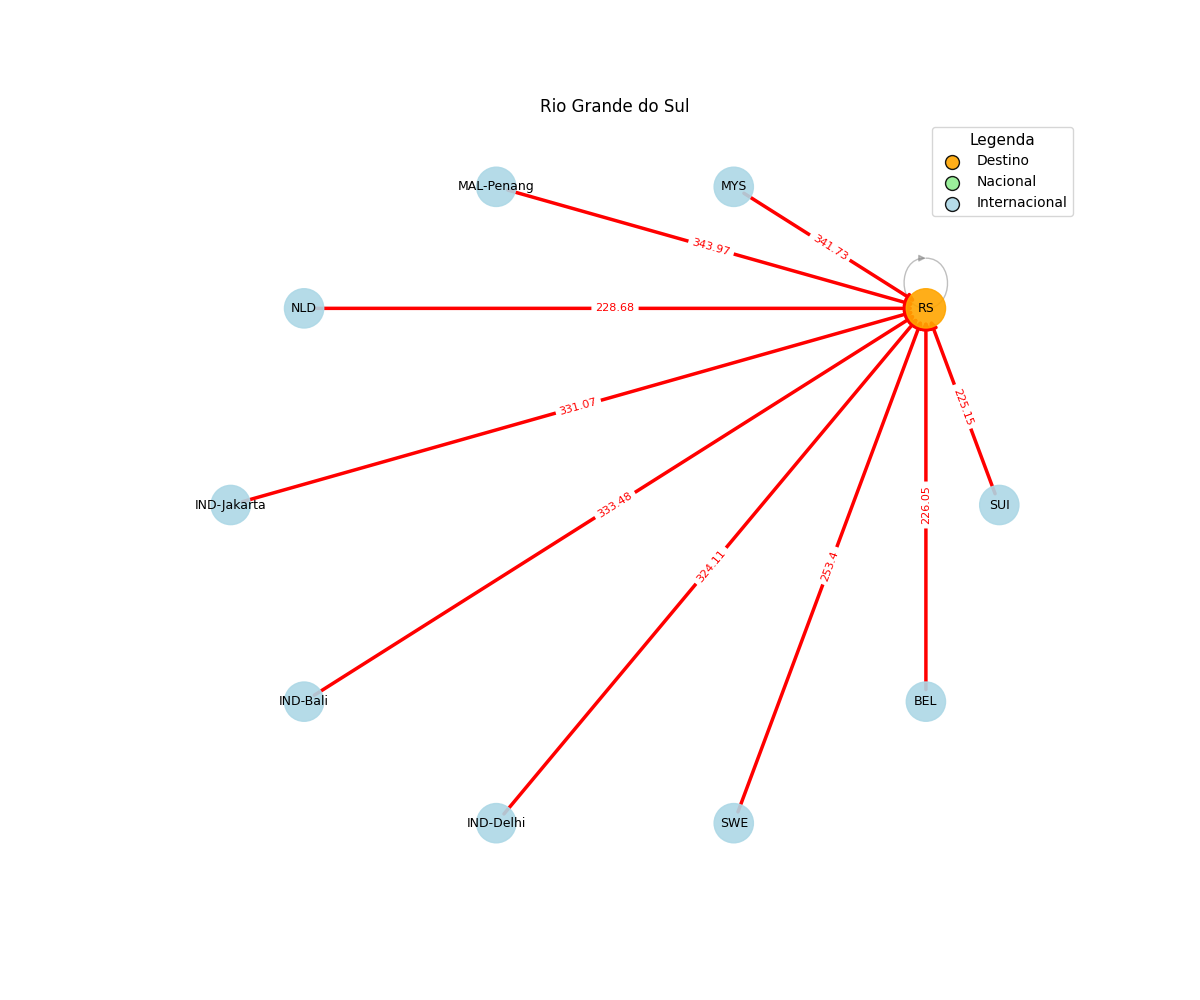 Rio Grande do Sul
Legenda
Destino
Nacional
Internacional
MAL-Penang
MYS
343.97
341.73
NLD
228.68
RS
331.07
225.15
IND-Jakarta
333.48
226.05
SUI
324.11
253.4
IND-Bali
BEL
IND-Delhi
SWE